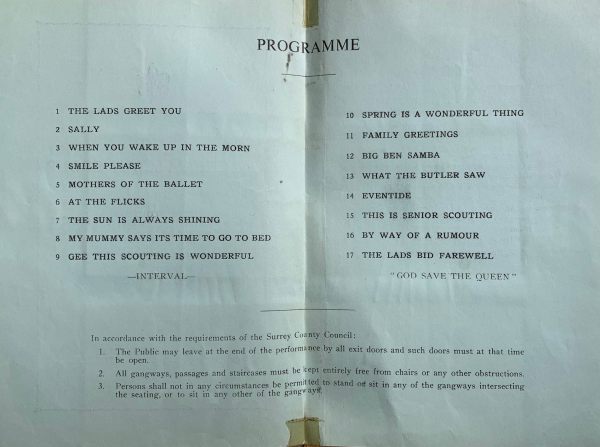 PROGRAMME
1 THE LADS GREET YOU
2 SALLY
3 WHEN YOU WAKE UP IN THE MORN
4 SMILE PLEASE
5 MOTHERS OF THE BALLET
6 AT THE FLICKS
7 THE SUN IS ALWAYS SHINING
8 MY MUMMY SAYS ITS TIME TO GO TO BED
9 GEE THIS SCOUTING IS WONDERFUL
—INTERVAL—
10 SPRING IS A WONDERFUL THING
11 FAMILY GREETINGS
12 BIG BEN SAMBA
13 WHAT THE BUTLER SAW
14 EVENTIDE
15 THIS IS SENIOR SCOUTING
16 BY WAY OF A RUMOUR
17 THE LADS BID FAREWELL
"GOD SAVE THE QUEEN"
In accordance with the requirements of the Surrey County Council:
1. The Public may leave at the end of the performance by all exit doors and such doors must at that time
be open.
2. All gangways, passages and staircases must be kept entirely free from chairs or any other obstructions.
3. Persons shall not in any circumstances be permitted to stand or sit in any of the gangways intersecting
the seating, or to sit in any other of the gangways.